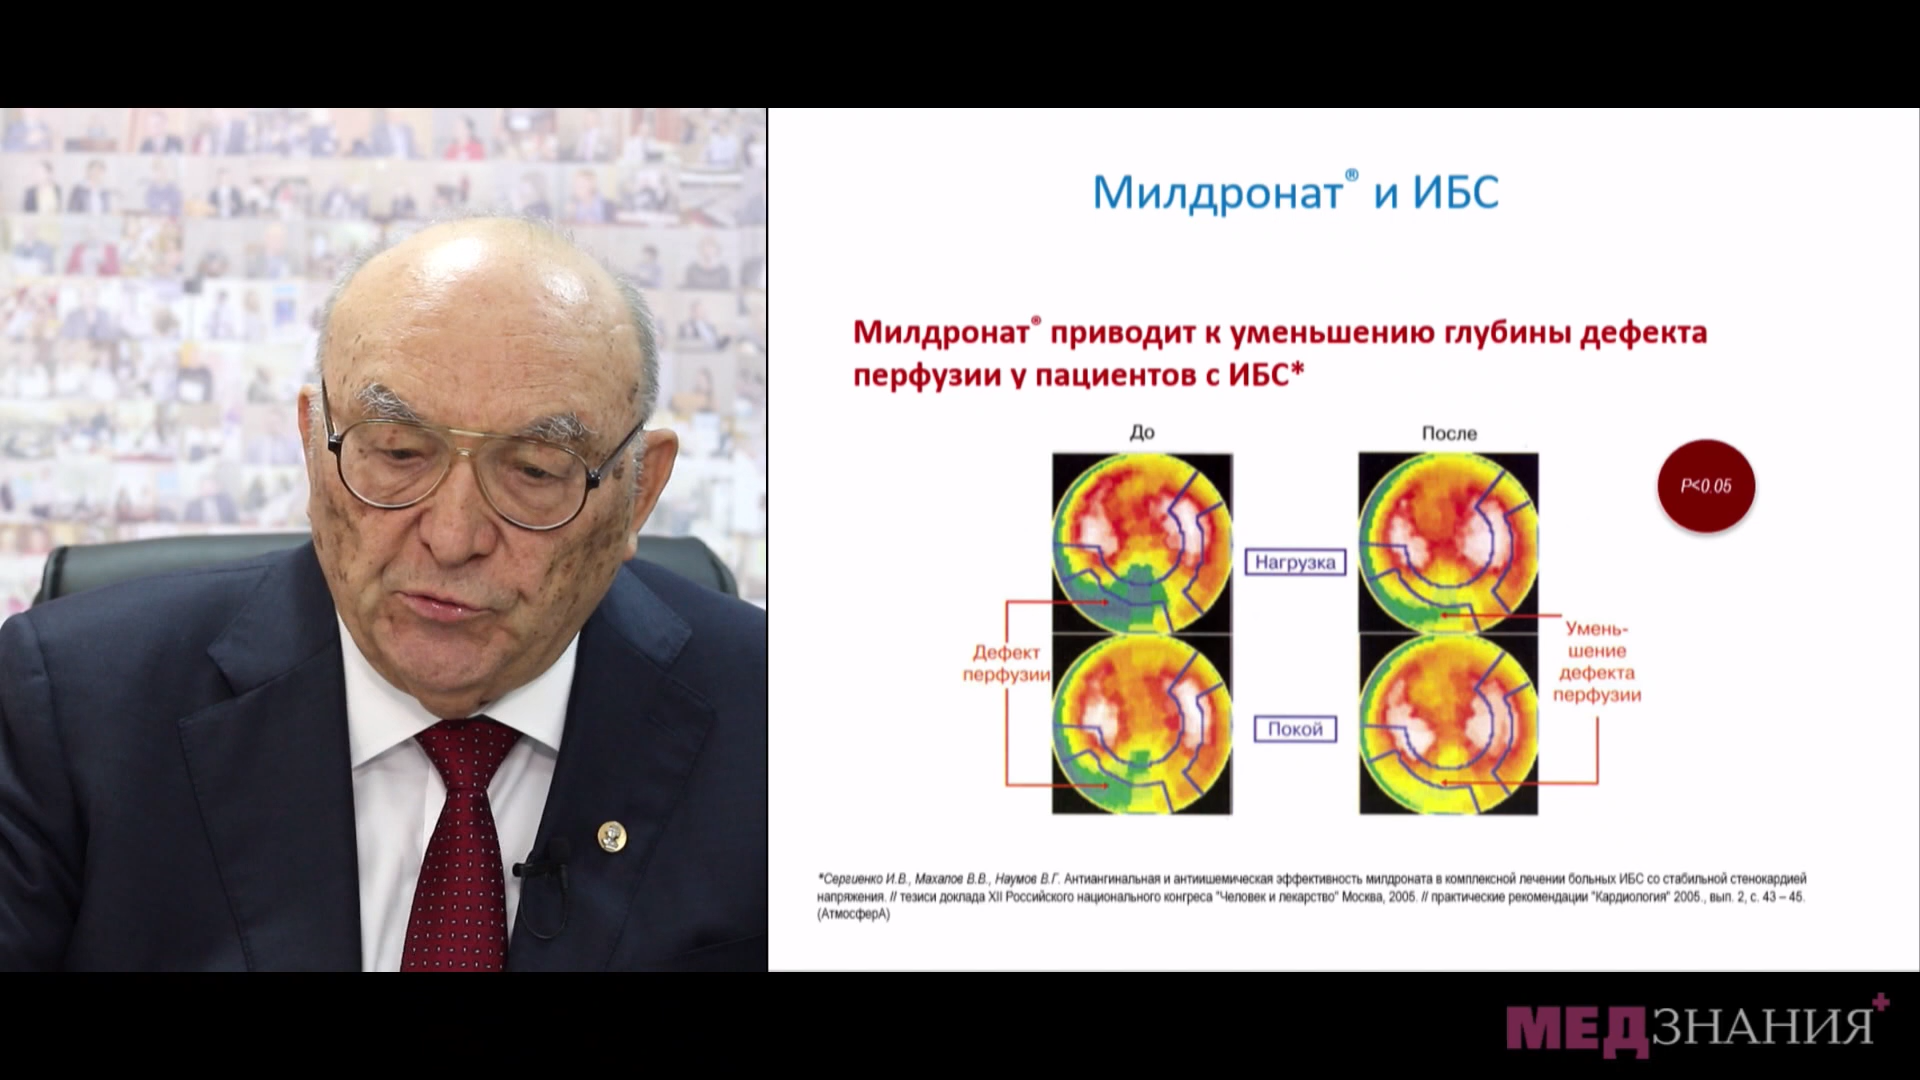 Милдронат® и ИБС
Милдронат® приводит к уменьшению глубины дефекта
перфузии у пациентов с ИБС*
До
После
P<0.05
Нагрузка
Дефект
перфузии
Умень-
шение
дефекта
перфузии
Покой
*Сергиенко И.В., Махапов В.В., Наумов В.Г. Антиангинальная и антиишемическая эффективность милдроната в комплексной лечении больных ИБС со стабильной стенокардией
напряжения. // тезиси доклада XII Российского национального конгреса "Человек и лекарство" Москва, 2005. // практические рекомендации "Кардиология" 2005., вып. 2, с. 43 – 45.
(АтмосферА)
МЕДЗНАНИЯ+